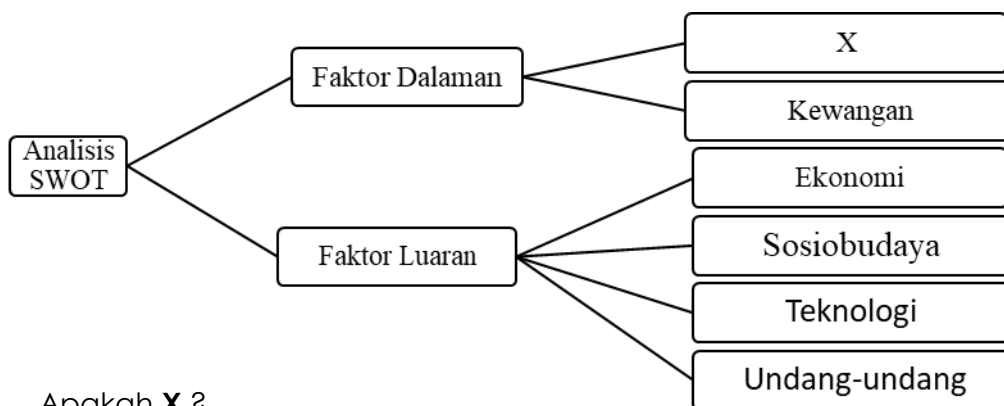 X
Faktor Dalaman
Kewangan
Analisis
SWOT
Ekonomi
Sosiobudaya
Faktor Luaran
Teknologi
Undang-undang
Apakah X ?